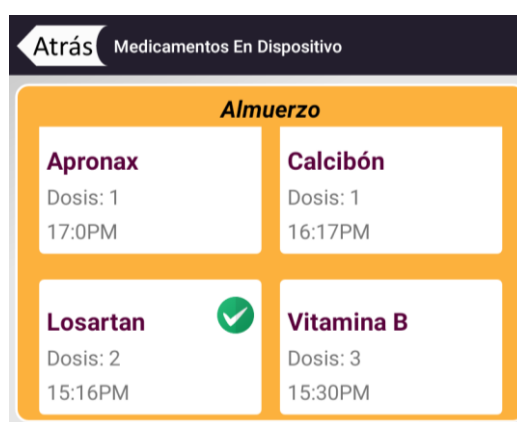 Atrás Medicamentos En Dispositivo
Almuerzo
Apronax
Dosis: 1
17:0PM
Calcibón
Dosis: 1
16:17PM
Losartan
Dosis: 2
15:16PM
Vitamina B
Dosis: 3
15:30PM